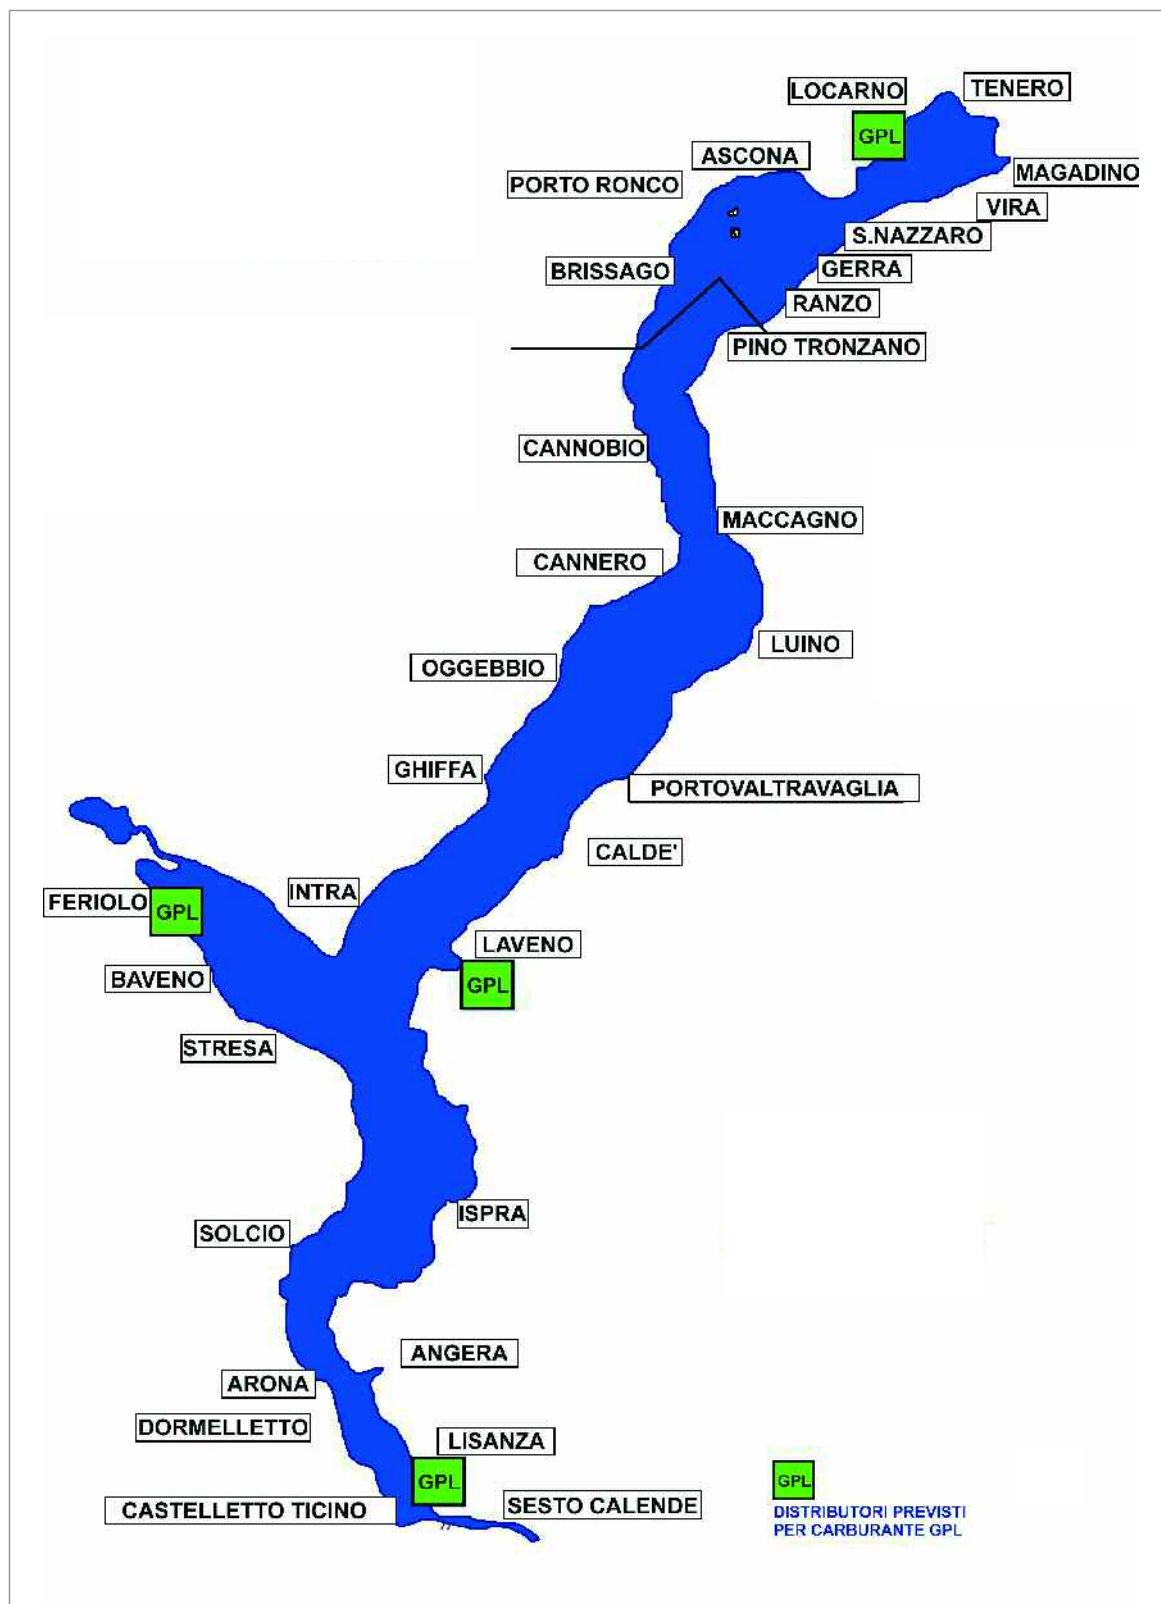 LOCARNO
TENERO
GPL
ASCONA
MAGADINO
PORTO RONCO
VIRA
S.NAZZARO
BRISSAGO
GERRA
RANZO
PINO TRONZANO
CANNOBIO
MACCAGNO
CANNERO
LUINO
OGGEBBIO
GHIFFA
PORTOVALTRAVAGLIA
CALDE'
INTRA
FERIOLO
GPL
LAVENO
BAVENO
GPL
STRESA
ISPRA
SOLCIO
ANGERA
ARONA
DORMELLETTO
LISANZA
GPL
CASTELLETTO TICINO
SESTO CALENDE
GPL
DISTRIBUTORI PREVISTI
PER CARBURANTE GPL